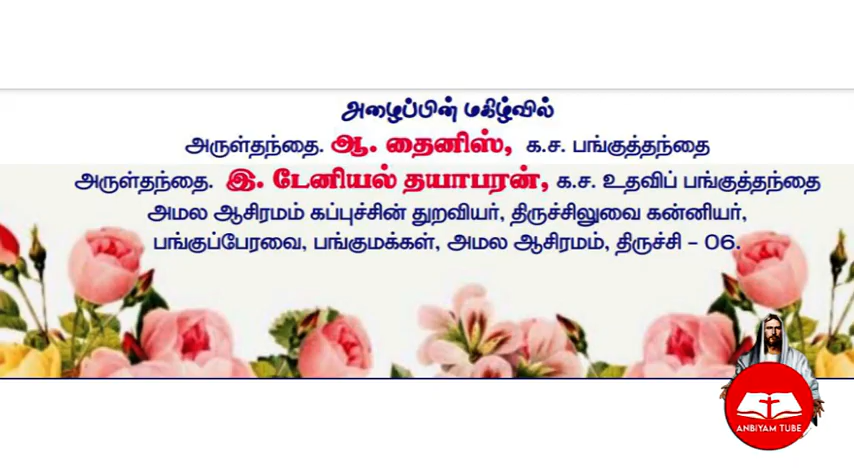 அழைப்பின் மகிழ்வில்
அருள்தந்தை. ஆ. தைனிஸ், க.ச. பங்குத்தந்தை
அருள்தந்தை. இ. டேனியல் தயாபரன், க.ச. உதவிப் பங்குத்தந்தை
அமல ஆசிரமம் கப்புச்சின் துறவியர், திருச்சிலுவை கன்னியர்,
பங்குப்பேரவை, பங்குமக்கள், அமல ஆசிரமம், திருச்சி – 06.
ANBIYAM TUBE